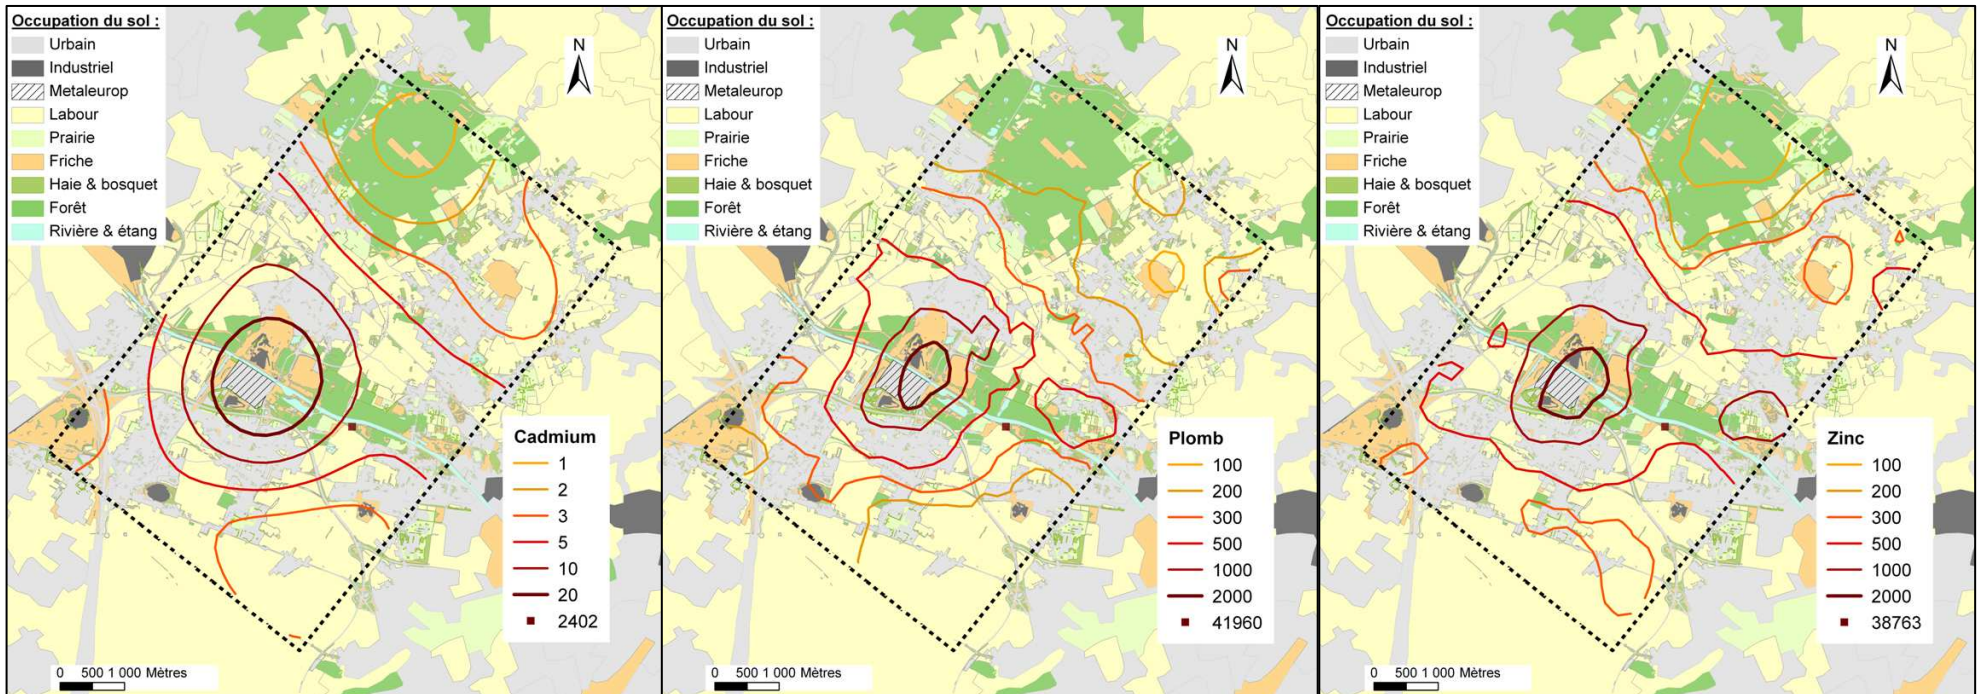 Occupation du sol :
Urbain
Industriel
Metaleurop
Labour
Prairie
Friche
Haie & bosquet
Forêt
Rivière & étang
N
Cadmium
1
2
3
5
10
20
2402
0 500 1 000 Mètres
Occupation du sol :
Urbain
Industriel
Metaleurop
Labour
Prairie
Friche
Haie & bosquet
Forêt
Rivière & étang
N
Plomb
100
200
300
500
1000
2000
41960
0 500 1 000 Mètres
Occupation du sol :
Urbain
Industriel
Metaleurop
Labour
Prairie
Friche
Haie & bosquet
Forêt
Rivière & étang
N
Zinc
100
200
300
500
1000
2000
38763
0 500 1 000 Mètres